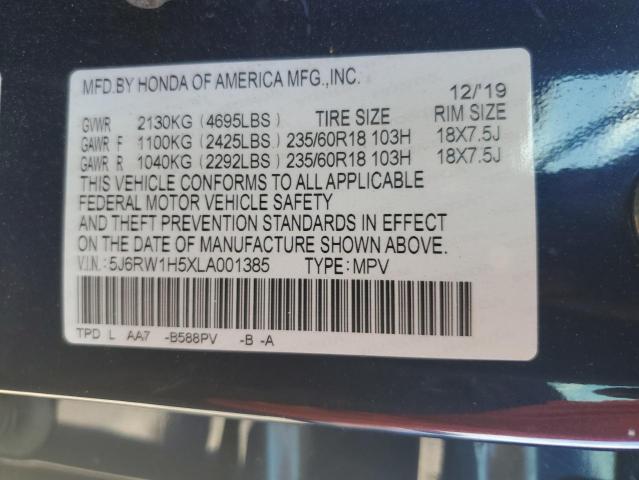 MFD.BY HONDA OF AMERICA MFG.,INC. 12/'19
GVWR 2130KG (4695LBS) TIRE SIZE RIM SIZE
GAWR F 1100KG (2425LBS) 235/60R18 103H 18X7.5J
GAWR R 1040KG (2292LBS) 235/60R18 103H 18X7.5J
THIS VEHICLE CONFORMS TO ALL APPLICABLE
FEDERAL MOTOR VEHICLE SAFETY
AND THEFT PREVENTION STANDARDS IN EFFECT
ON THE DATE OF MANUFACTURE SHOWN ABOVE.
V.I.N.:5J6RW1H5XLA001385 TYPE:MPV
TPD L AA7 -B588PV -B -A